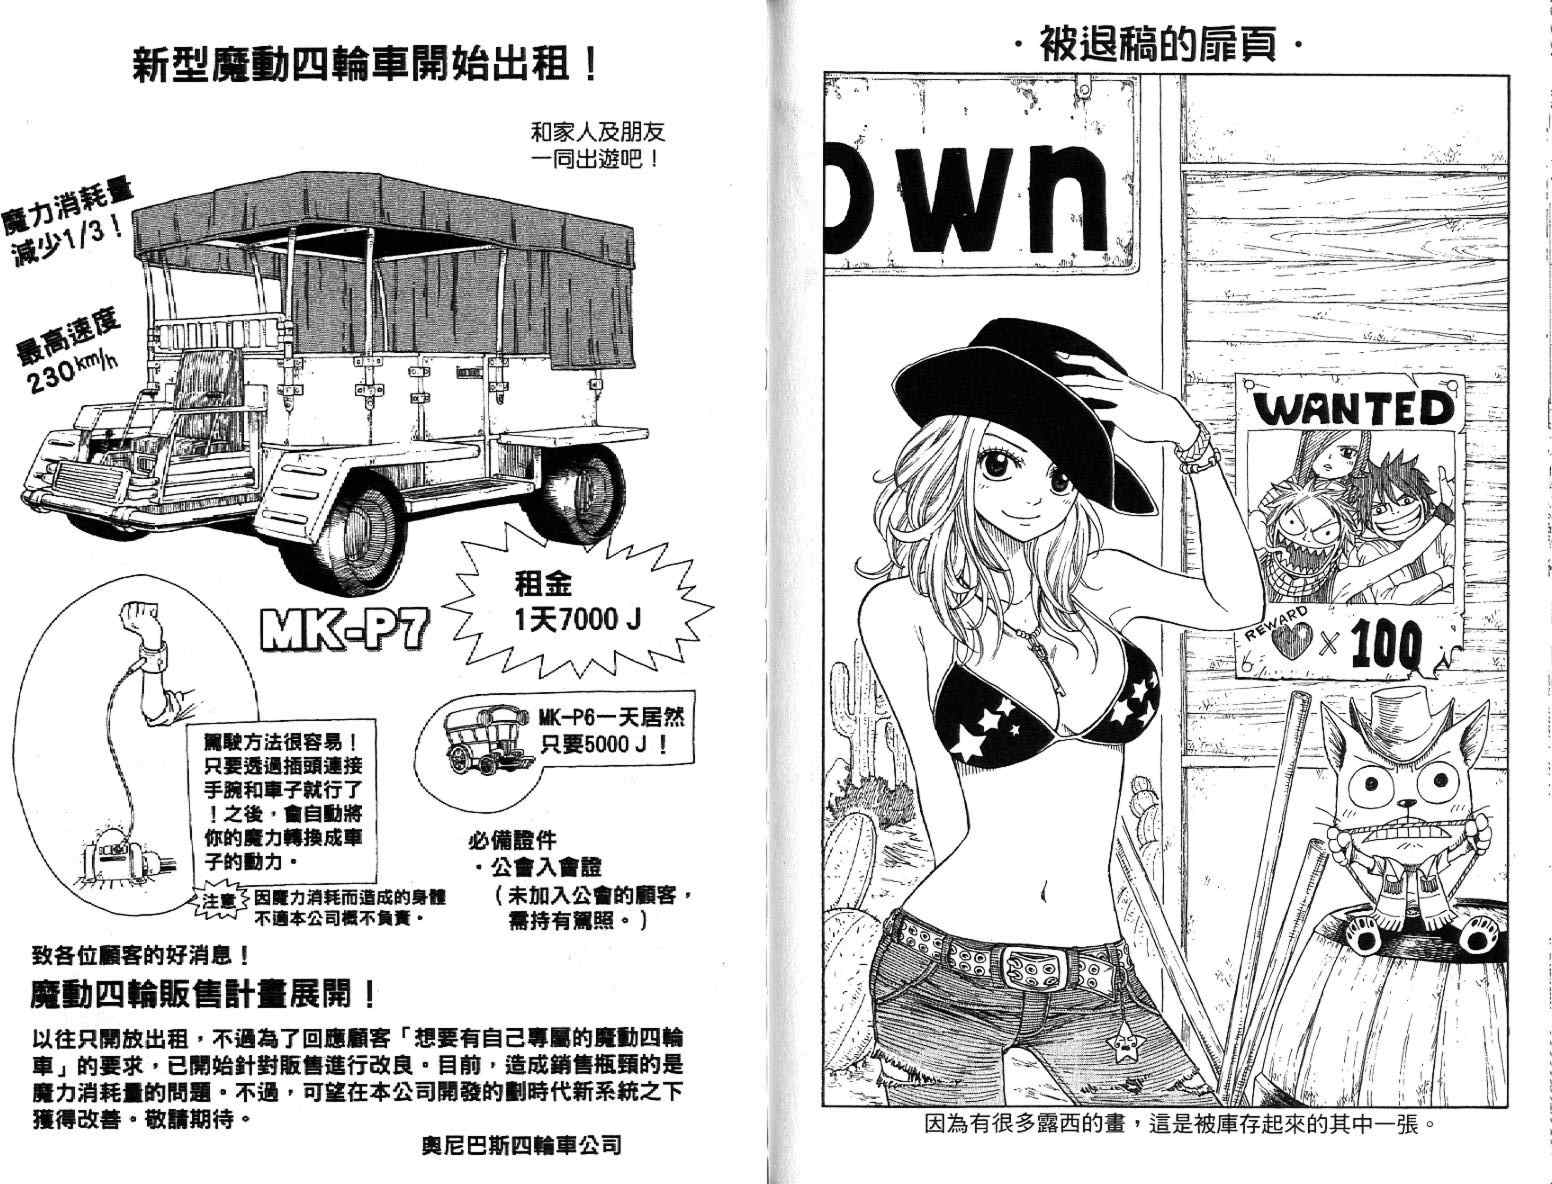 新型魔動四輪車開始出租！
和家人及朋友
一同出遊吧！
魔力消耗量
減少1/3！
最高速度
230km/h
MK-P7
租金
1天7000 J
MK-P6一天居然
只要5000 J ！
駕駛方法很容易！
只要透過插頭連接
手腕和車子就行了
！之後，會自動將
你的魔力轉換成車
子的動力。
注意
因魔力消耗而造成的身體
不適本公司概不負責。
必備證件
・公會入會證
（未加入公會的顧客，
需持有駕照。）
致各位顧客的好消息！
魔動四輪販售計畫展開！
以往只開放出租，不過為了回應顧客「想要有自己專屬的魔動四輪
車」的要求，已開始針對販售進行改良。目前，造成銷售瓶頸的是
魔力消耗量的問題。不過，可望在本公司開發的劃時代新系統之下
獲得改善。敬請期待。
奧尼巴斯四輪車公司
・被退稿的扉頁・
own
WANTED
REWARD
×100
因為有很多露西的畫，這是被庫存起來的其中一張。